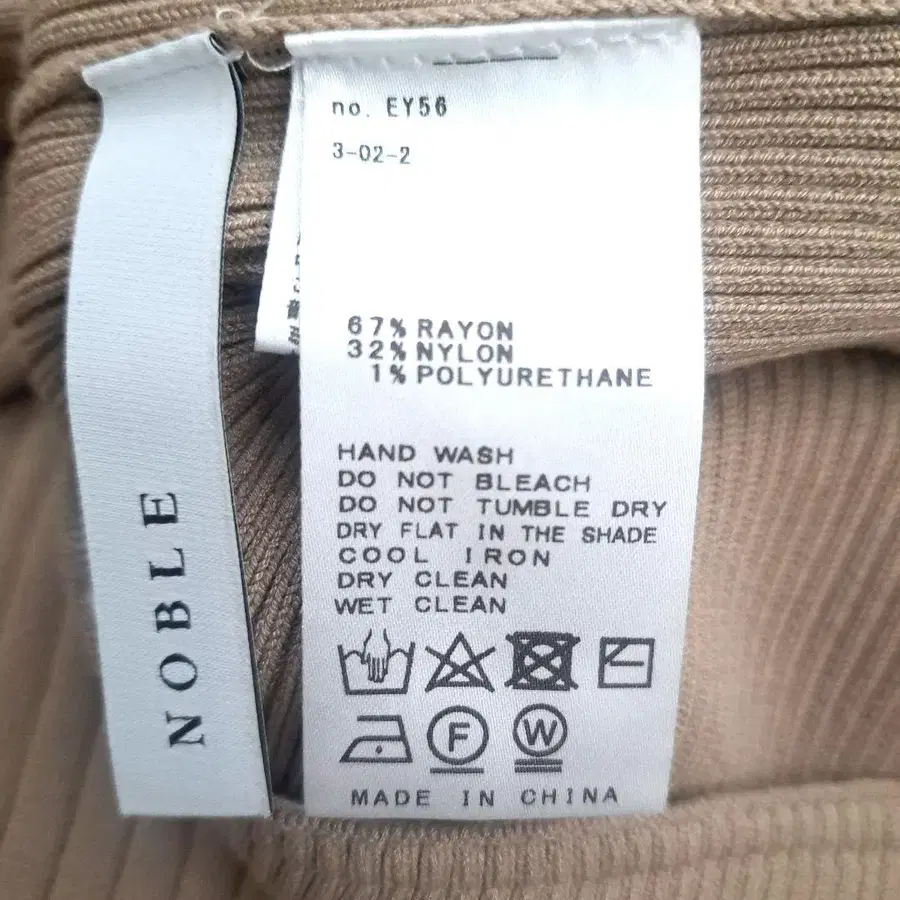 NOBLE
no. EY56
3-02-2
67% RAYON
32% NYLON
1% POLYURETHANE
HAND WASH
DO NOT BLEACH
DO NOT TUMBLE DRY
DRY FLAT IN THE SHADE
COOL IRON
DRY CLEAN
WET CLEAN
F W
MADE IN CHINA